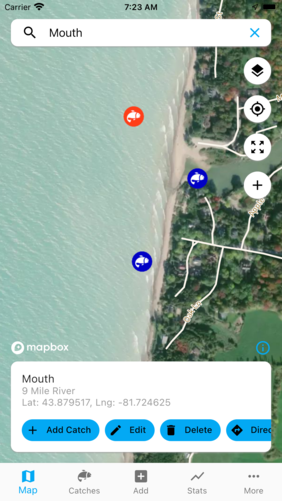 Carrier 7:23 AM
Mouth
mapbox
Mouth
9 Mile River
Lat: 43.879517, Lng: -81.724625
Add Catch Edit Delete Direc
Map Catches Add Stats More